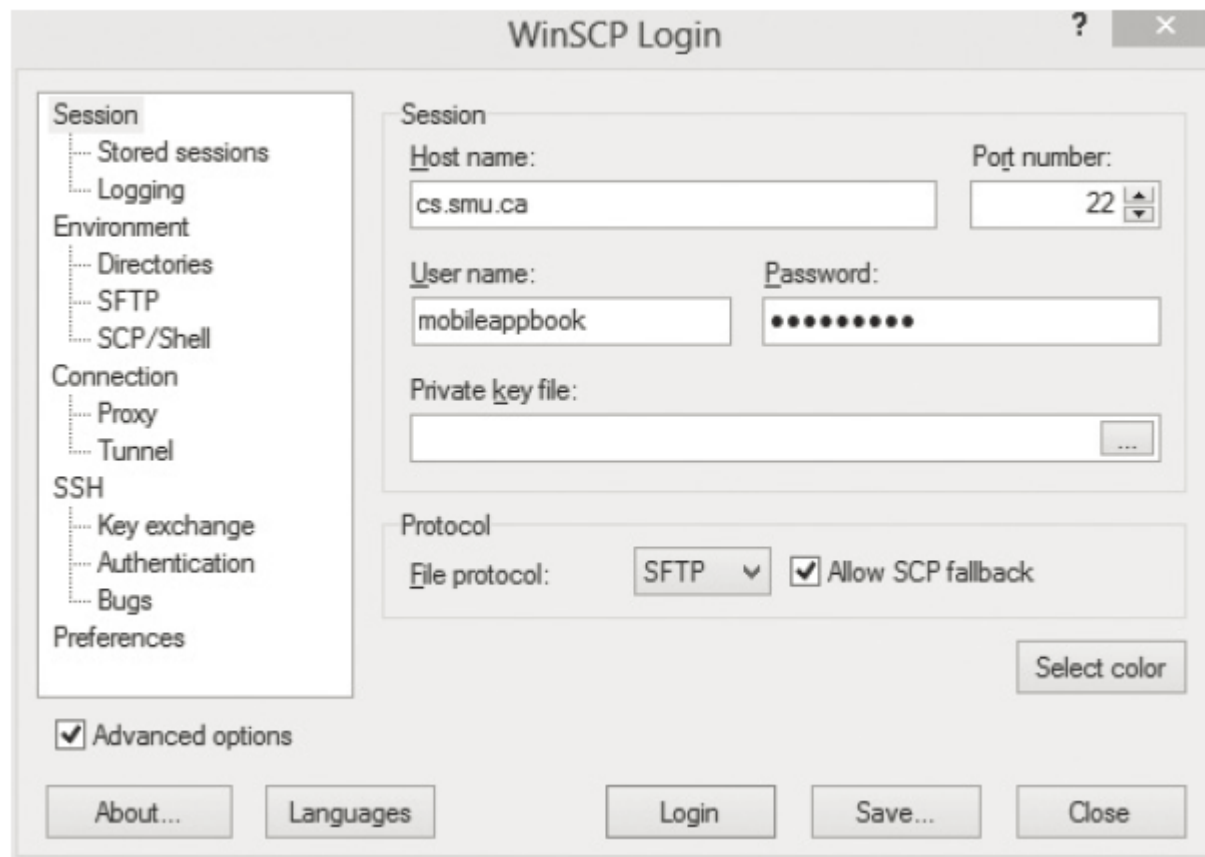 WinSCP Login
?
Session
Stored sessions
Logging
Environment
Directories
SFTP
SCP/Shell
Connection
Proxy
Tunnel
SSH
Key exchange
Authentication
Bugs
Preferences
Advanced options
Session
Host name: Port number:
cs.smu.ca 22
User name: Password:
mobileappbook •••••••••
Private key file:
...
Protocol
File protocol: SFTP Allow SCP fallback
Select color
About... Languages Login Save... Close